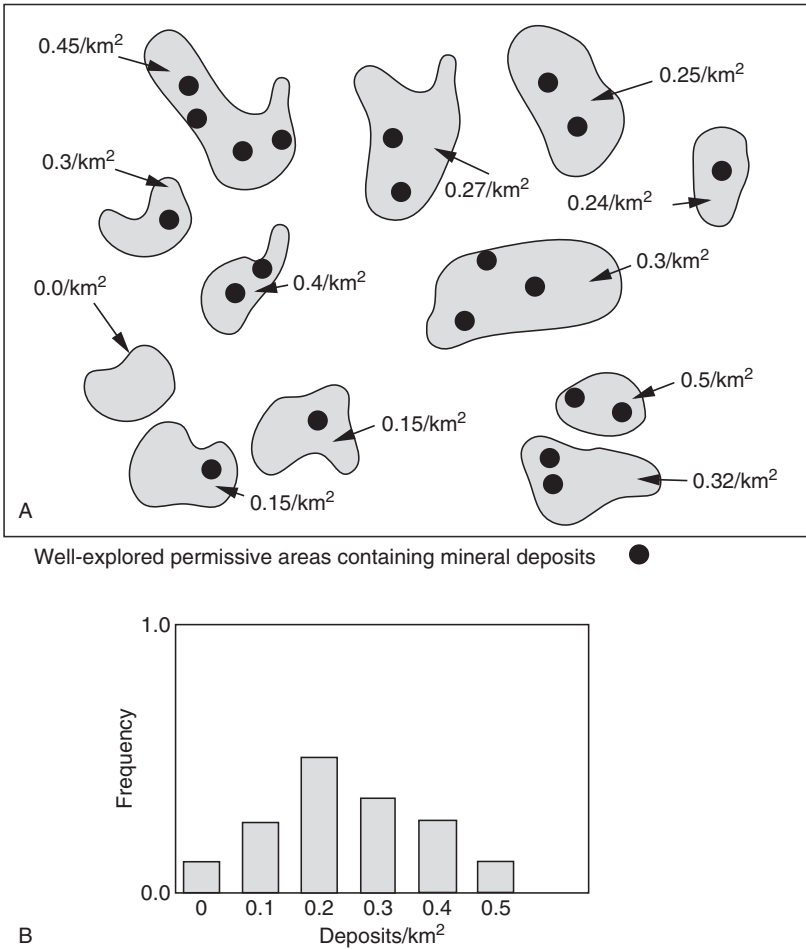 0.45/km²
0.25/km²
0.3/km²
0.27/km²
0.24/km²
0.3/km²
0.0/km²
0.4/km²
0.5/km²
0.15/km²
0.32/km²
0.15/km²
A
Well-explored permissive areas containing mineral deposits
1.0
Frequency
0.0
0 0.1 0.2 0.3 0.4 0.5
B
Deposits/km²